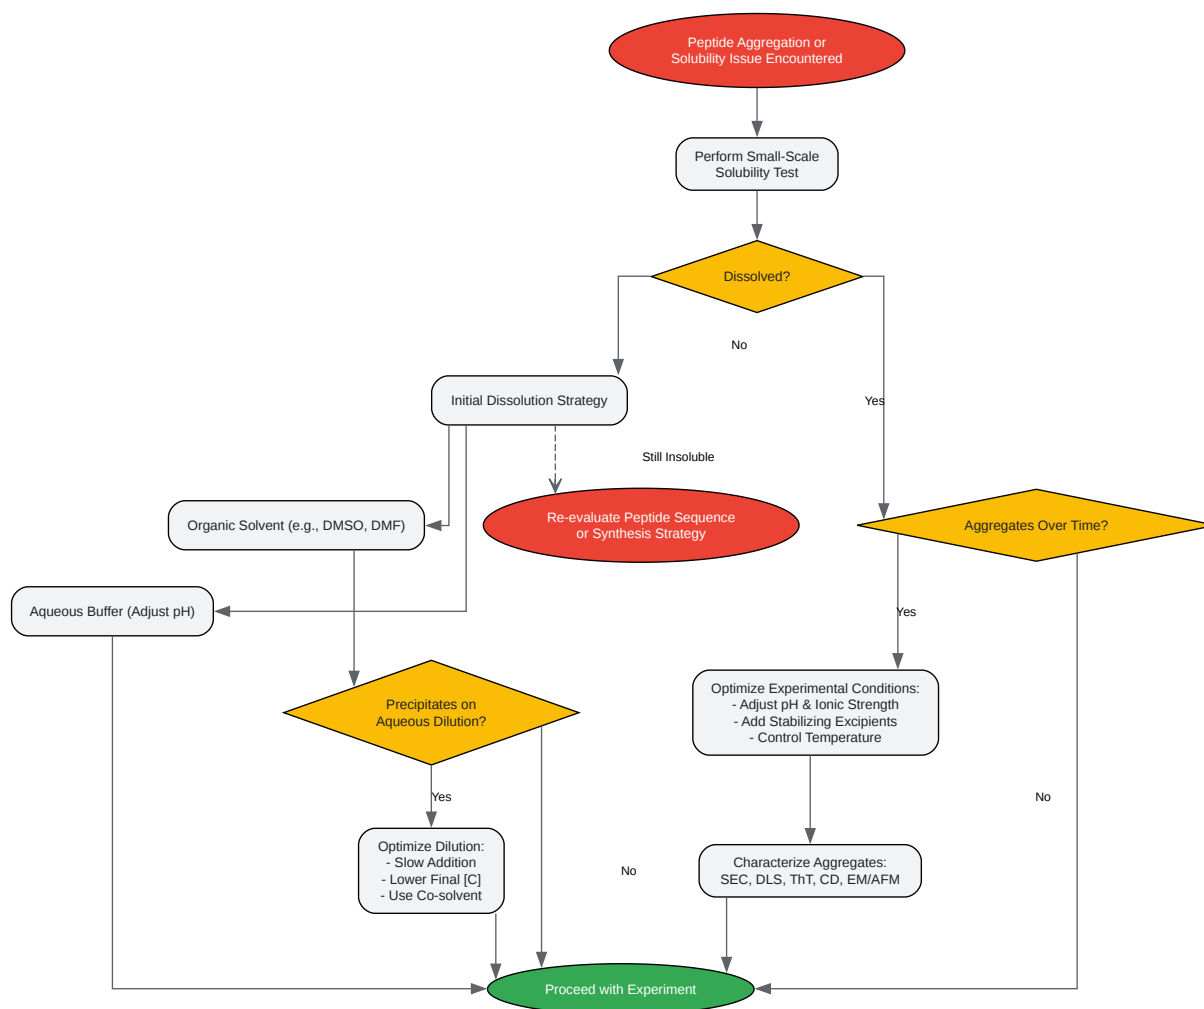 Peptide Aggregation or
Solubility Issue Encountered
Perform Small-Scale
Solubility Test
Dissolved?
No
Initial Dissolution Strategy
Yes
Still Insoluble
Organic Solvent (e.g., DMSO, DMF)
Re-evaluate Peptide Sequence
or Synthesis Strategy
Aggregates Over Time?
Aqueous Buffer (Adjust pH)
Yes
Precipitates on
Aqueous Dilution?
Optimize Experimental Conditions:
- Adjust pH & Ionic Strength
- Add Stabilizing Excipients
- Control Temperature
Yes
No
Optimize Dilution:
- Slow Addition
- Lower Final [C]
- Use Co-solvent
No
Characterize Aggregates:
SEC, DLS, ThT, CD, EM/AFM
Proceed with Experiment